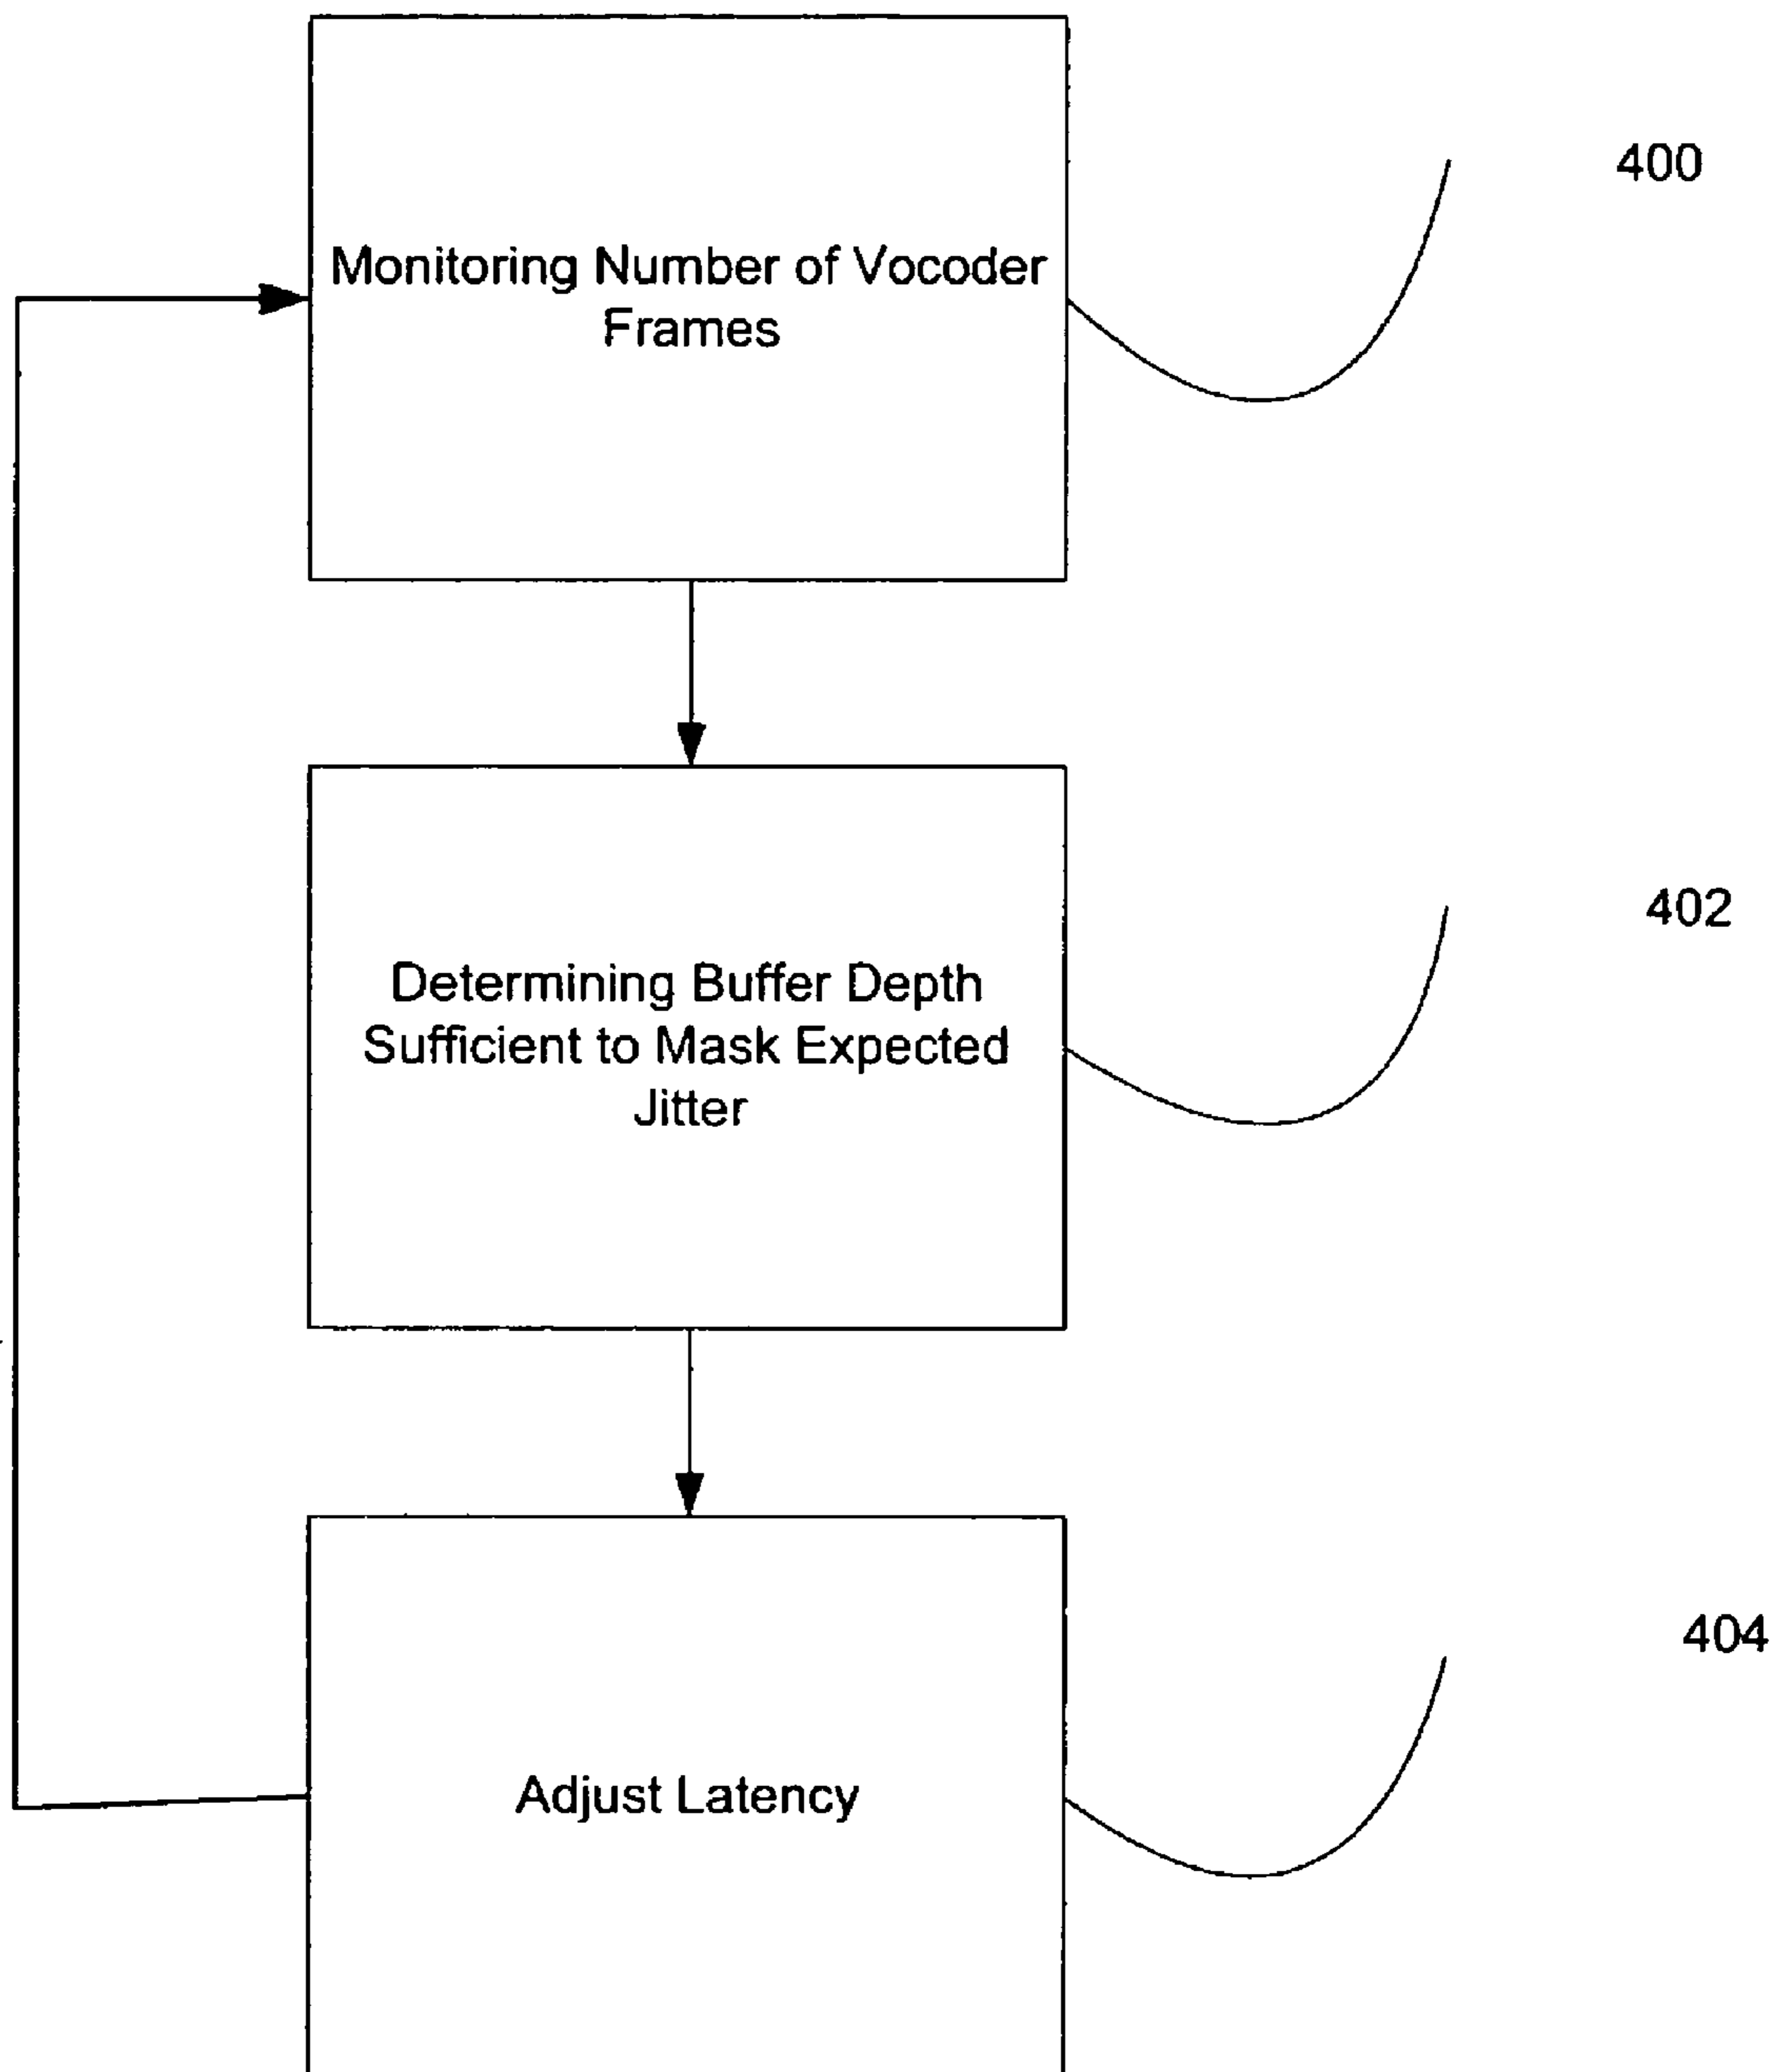 400
Monitoring Number of Vocoder
Frames
402
Determining Buffer Depth
Sufficient to Mask Expected
Jitter
404
Adjust Latency